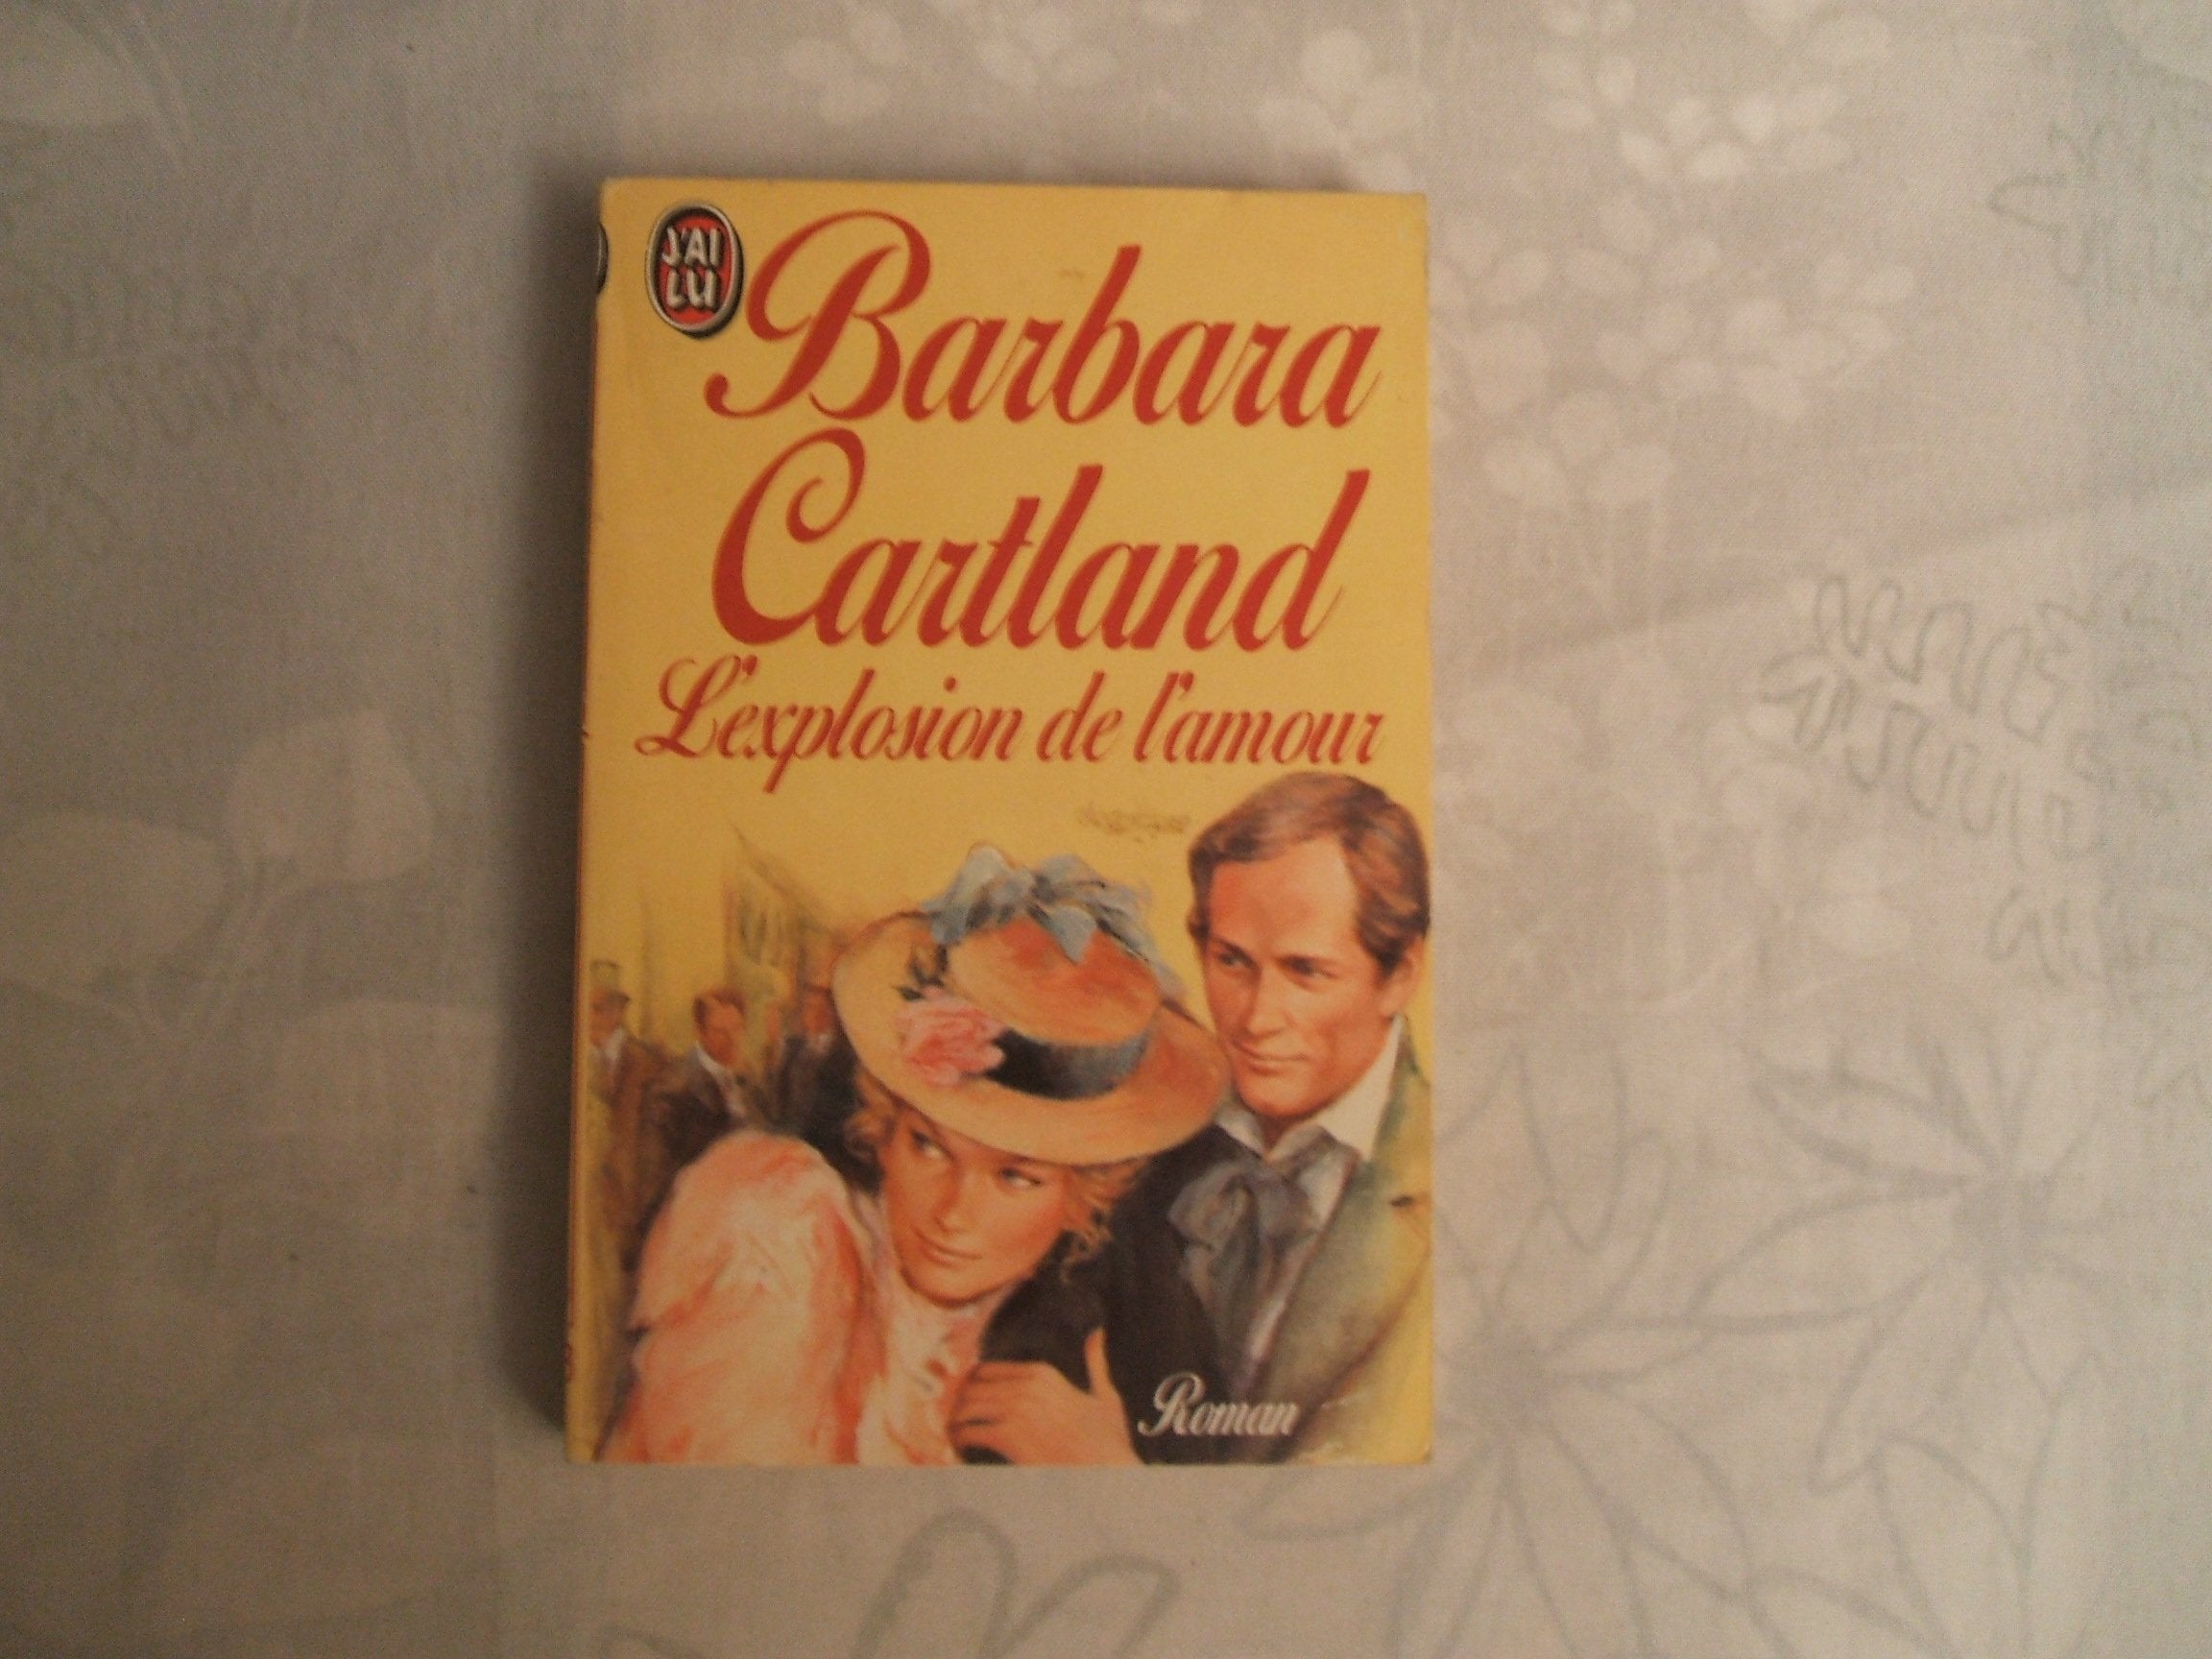 J'AI
LU
Barbara
Cartland
L'explosion de l'amour
Roman